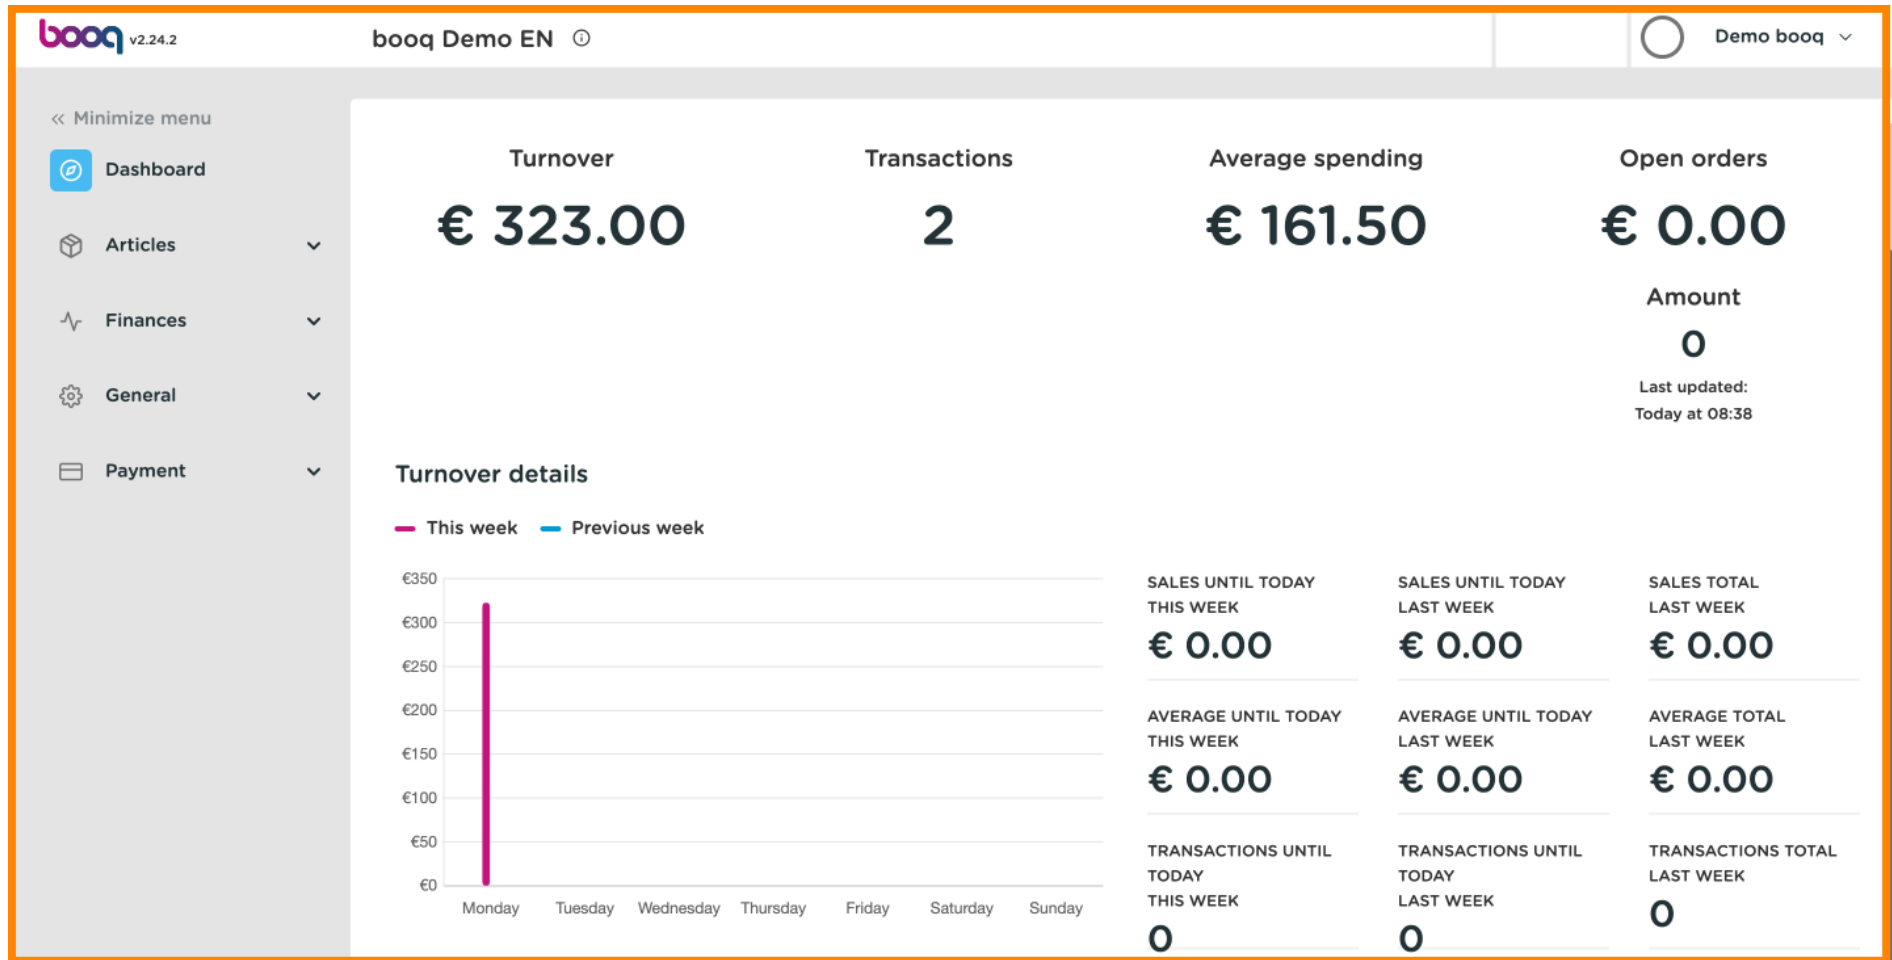 booq v2.24.2
booq Demo EN
Demo booq
Minimize menu
Dashboard
Articles
Finances
General
Payment
Turnover
€ 323.00
Transactions
2
Average spending
€ 161.50
Open orders
€ 0.00
Amount
0
Last updated:
Today at 08:38
Turnover details
This week
Previous week
€350
€300
€250
€200
€150
€100
€50
€0
Monday
Tuesday
Wednesday
Thursday
Friday
Saturday
Sunday
SALES UNTIL TODAY
THIS WEEK
€ 0.00
SALES UNTIL TODAY
LAST WEEK
€ 0.00
SALES TOTAL
LAST WEEK
€ 0.00
AVERAGE UNTIL TODAY
THIS WEEK
€ 0.00
AVERAGE UNTIL TODAY
LAST WEEK
€ 0.00
AVERAGE TOTAL
LAST WEEK
€ 0.00
TRANSACTIONS UNTIL
TODAY
THIS WEEK
0
TRANSACTIONS UNTIL
TODAY
LAST WEEK
0
TRANSACTIONS TOTAL
LAST WEEK
0